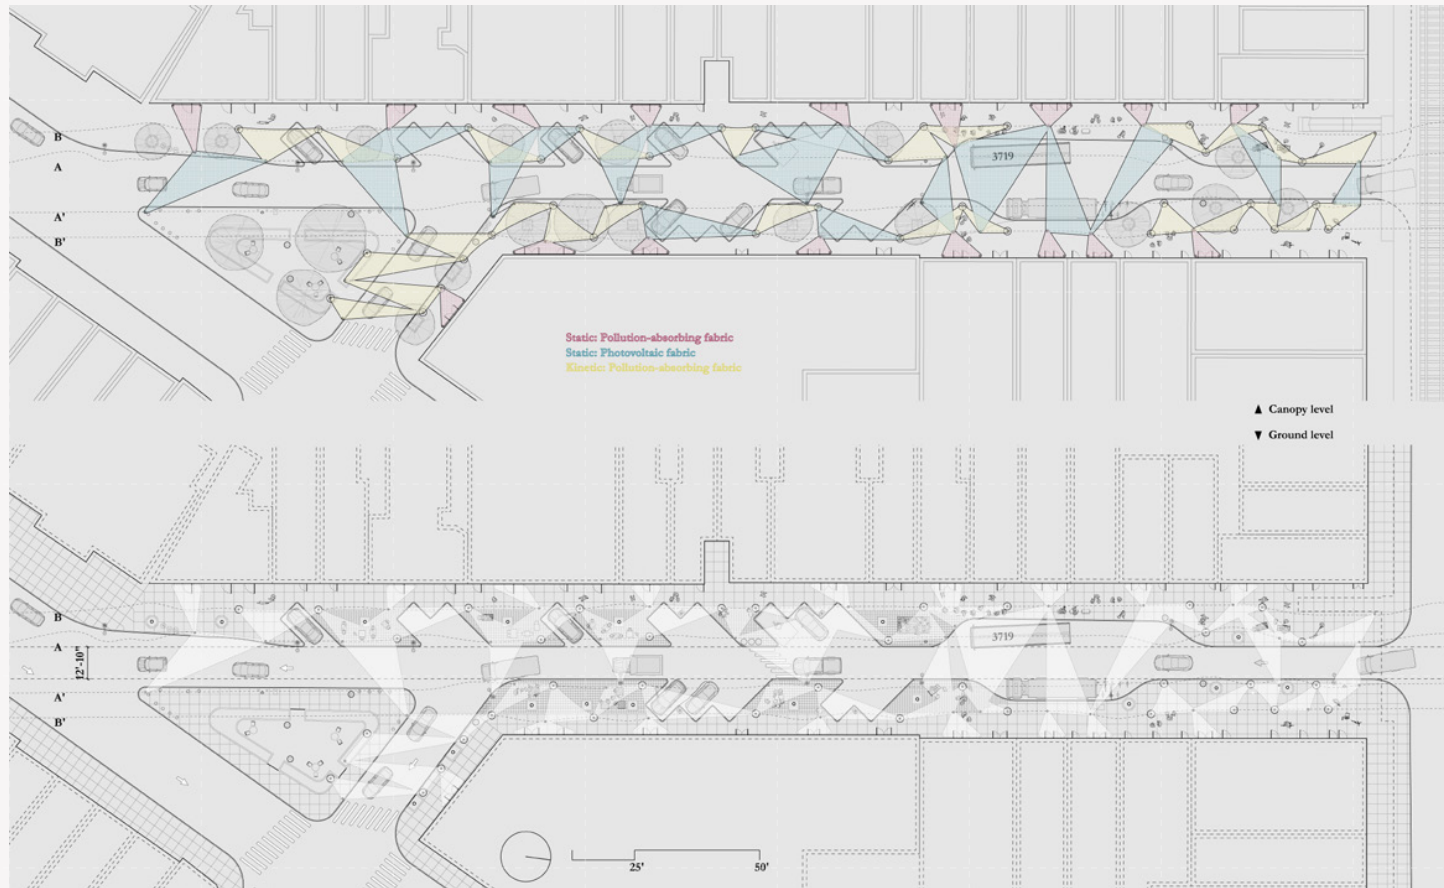 B
A
3719
A'
B'
Static: Pollution-absorbing fabric
Static: Photovoltaic fabric
Kinetic: Pollution-absorbing fabric
▲ Canopy level
▼ Ground level
B
A
3719
12'-10"
A'
B'
25'
50'